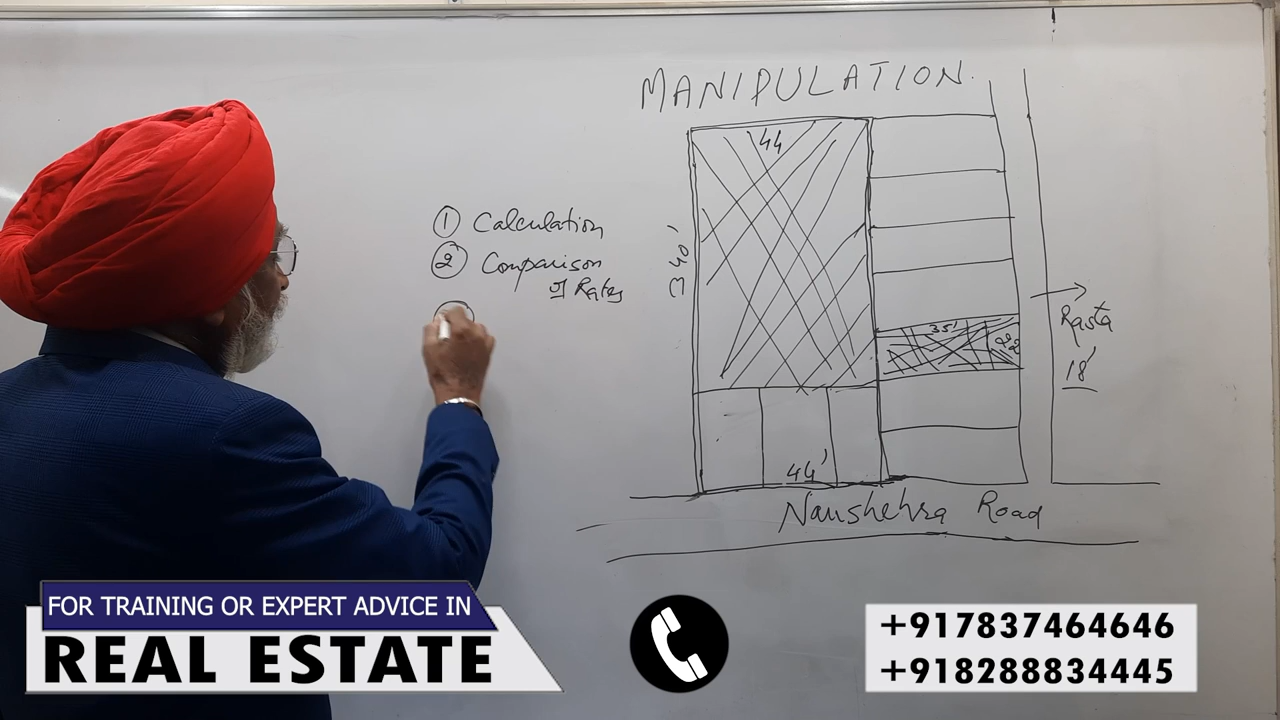 MANIPULATION.
44
① Calculation
② Comparison
of Rates
340'
35'
22
Rasta
18'
44'
Naushehra Road
FOR TRAINING OR EXPERT ADVICE IN
REAL ESTATE
+917837464646
+918288834445